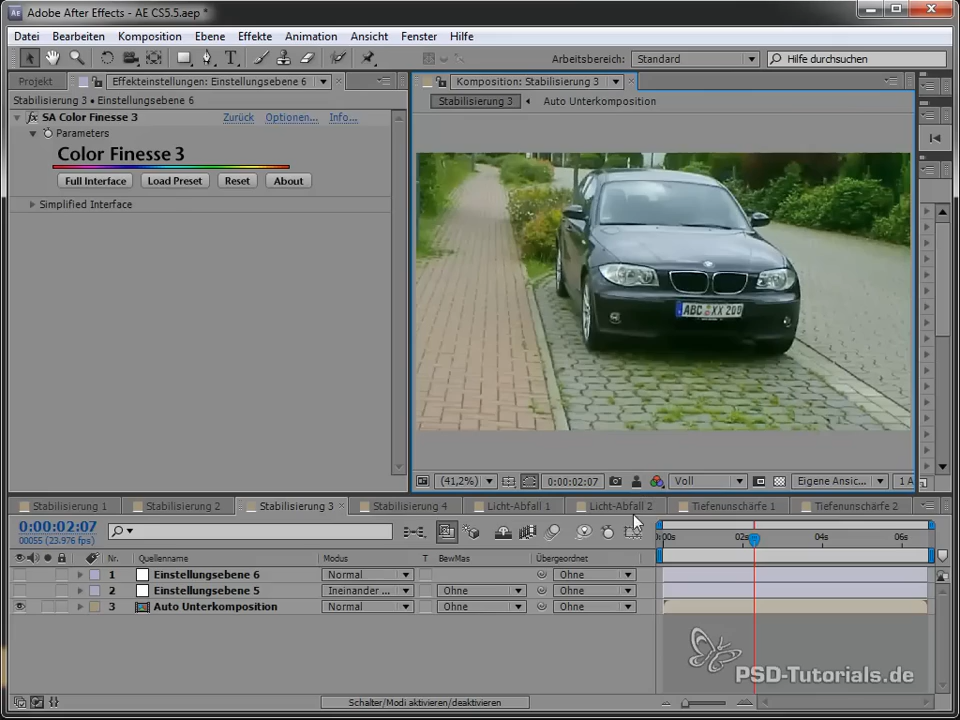 Adobe After Effects - AE CS5.5.aep *
Datei Bearbeiten Komposition Ebene Effekte Animation Ansicht Fenster Hilfe
Arbeitsbereich: Standard Hilfe durchsuchen
Projekt Effekteinstellungen: Einstellungsebene 6 Komposition: Stabilisierung 3
Stabilisierung 3 • Einstellungsebene 6
Stabilisierung 3 Auto Unterkomposition
fx SA Color Finesse 3 Zurück Optionen... Info...
Parameters
Color Finesse 3
Full Interface Load Preset Reset About
Simplified Interface
ABC XX 200
(41,2%) 0:00:02:07 Voll Eigene Ansic... 1 A
Stabilisierung 1 Stabilisierung 2 Stabilisierung 3 Stabilisierung 4 Licht-Abfall 1 Licht-Abfall 2 Tiefenunschärfe 1 Tiefenunschärfe 2
0:00:02:07
00055 (23.976 fps)
:00s 02s 04s 06s
Nr. Quellenname Modus T BewMas Übergeordnet
1 Einstellungsebene 6 Normal Ohne
2 Einstellungsebene 5 Ineinander ... Ohne Ohne
3 Auto Unterkomposition Normal Ohne Ohne
PSD-Tutorials.de
Schalter/Modi aktivieren/deaktivieren